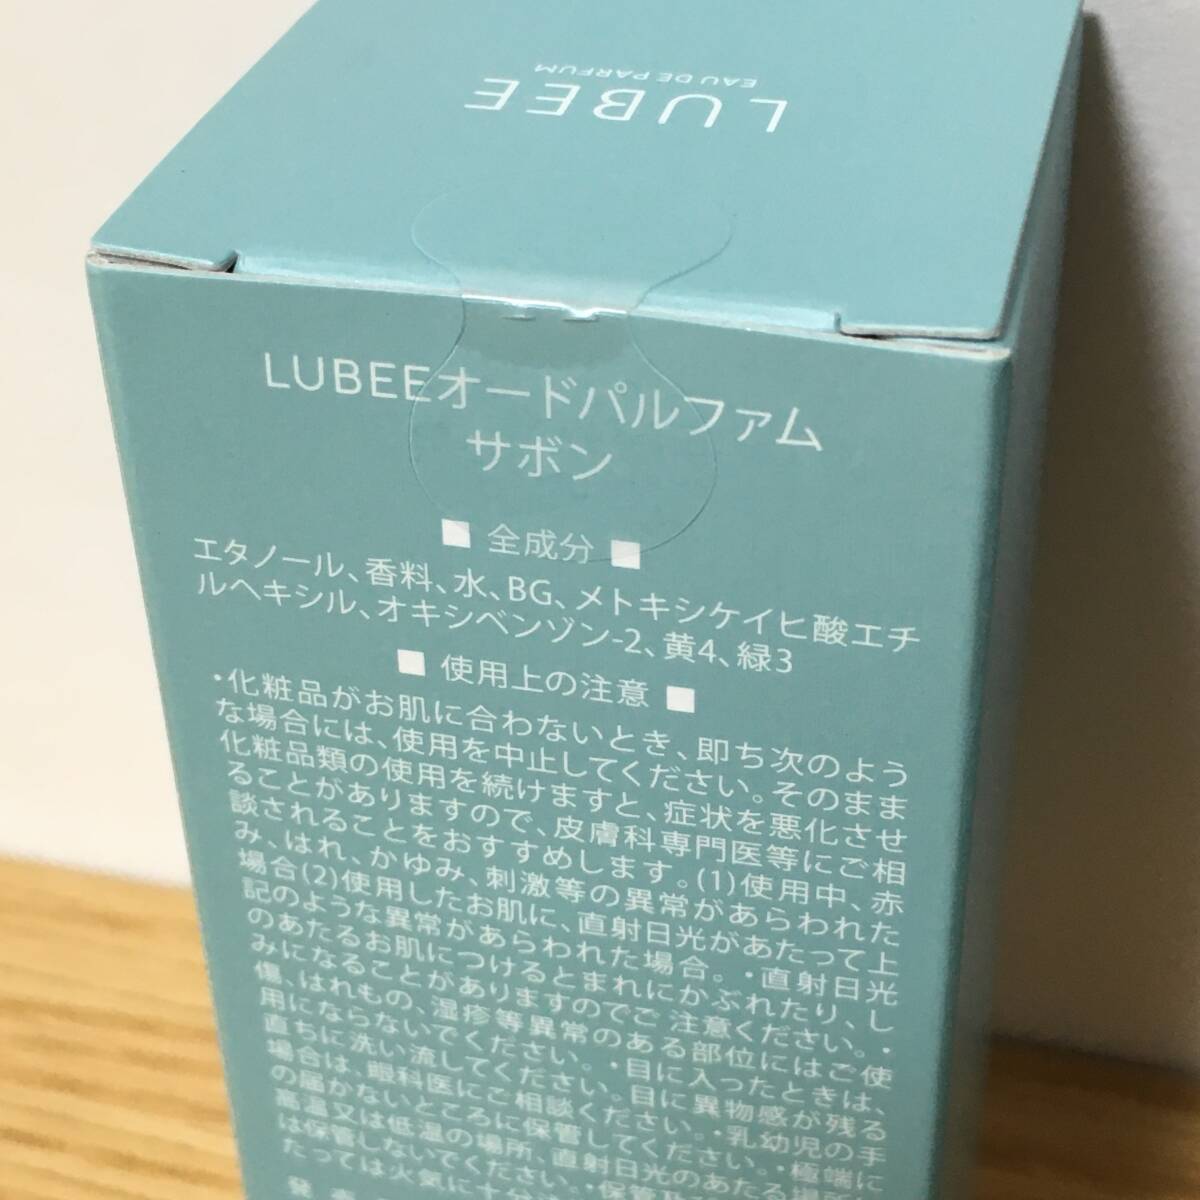 LUBEE
EAU DE PARFUM
LUBEEオードパルファム
サボン
■ 全成分 ■
エタノール、香料、水、BG、メトキシケイヒ酸エチ
ルヘキシル、オキシベンゾン-2、黄4、緑3
■ 使用上の注意 ■
・化粧品がお肌に合わないとき、即ち次のよう
な場合には、使用を中止してください。そのまま
化粧品類の使用を続けますと、症状を悪化させ
ることがありますので、皮膚科専門医等にご相
談されることをおすすめします。(1)使用中、赤
み、はれ、かゆみ、刺激等の異常があらわれた
場合(2)使用したお肌に、直射日光があたって上
記のような異常があらわれた場合。・直射日光
のあたるお肌につけるとまれにかぶれたり、し
みになることがありますのでご注意ください。・
傷、はれもの、湿疹等異常のある部位にはご使
用にならないでください。・目に入ったときは、
直ちに洗い流してください。目に異物感が残る
場合は、眼科医にご相談ください。・乳幼児の手
の届かないところに保管してください。・極端に
高温又は低温の場所、直射日光のあたる場所に
は保管しないでください。・保管及び
たっては火気に十分